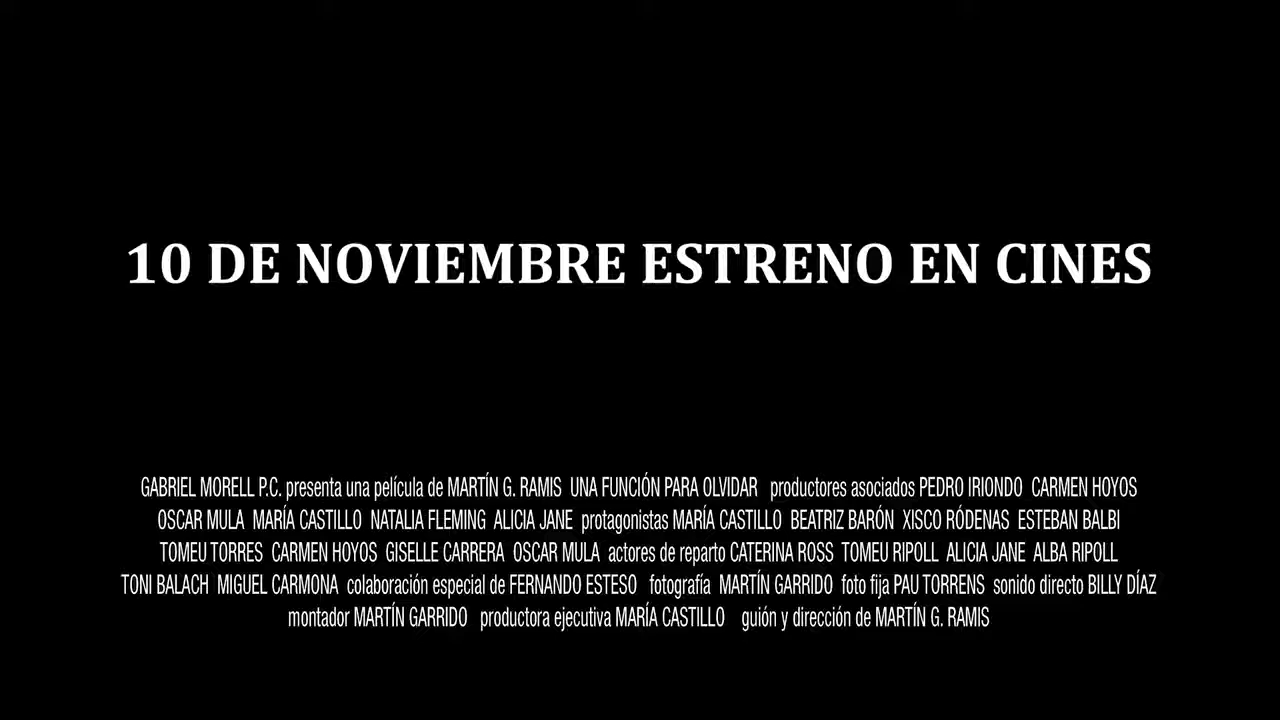 10 DE NOVIEMBRE ESTRENO EN CINES
GABRIEL MORELL P.C. presenta una película de MARTÍN G. RAMIS UNA FUNCIÓN PARA OLVIDAR productores asociados PEDRO IRIONDO CARMEN HOYOS
OSCAR MULA MARÍA CASTILLO NATALIA FLEMING ALICIA JANE protagonistas MARÍA CASTILLO BEATRIZ BARÓN XISCO RÓDENAS ESTEBAN BALBI
TOMEU TORRES CARMEN HOYOS GISELLE CARRERA OSCAR MULA actores de reparto CATERINA ROSS TOMEU RIPOLL ALICIA JANE ALBA RIPOLL
TONI BALACH MIGUEL CARMONA colaboración especial de FERNANDO ESTESO fotografía MARTÍN GARRIDO foto fija PAU TORRENS sonido directo BILLY DÍAZ
montador MARTÍN GARRIDO productora ejecutiva MARÍA CASTILLO guión y dirección de MARTÍN G. RAMIS